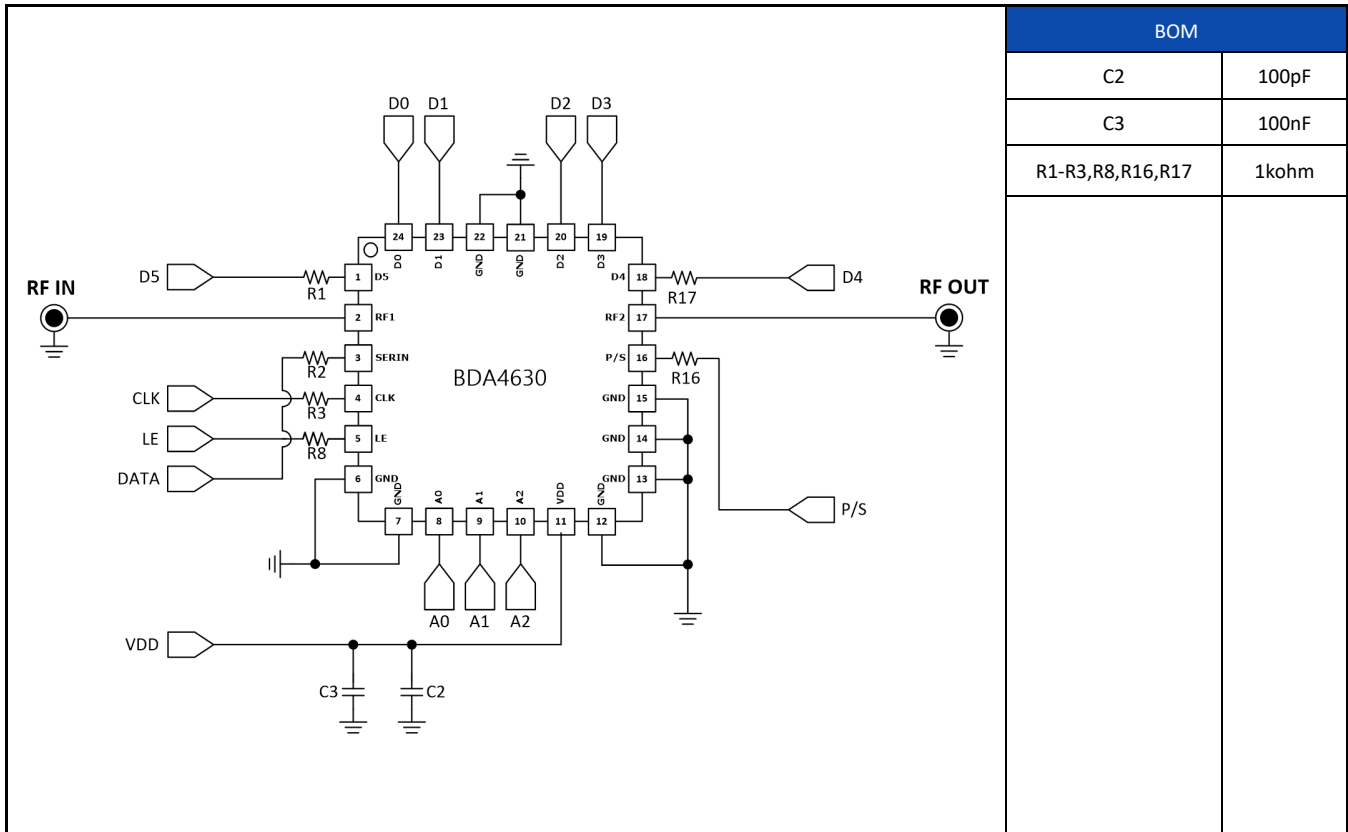 BOM
C2 100pF
C3 100nF
R1-R3,R8,R16,R17 1kohm
D0 D1 D2 D3
24 23 22 21 20 19
D0 D1 GND GND D2 D3
D5 R1 1 D5 D4 18 R17 D4
RF IN RF OUT
2 RF1 RF2 17
R2 3 SERIN P/S 16 R16
BDA4630
CLK R3 4 CLK GND 15
LE R8 5 LE GND 14
DATA 6 GND GND 13
GND A0 A1 A2 VDD GND
7 8 9 10 11 12
P/S
A0 A1 A2
VDD
C3 C2